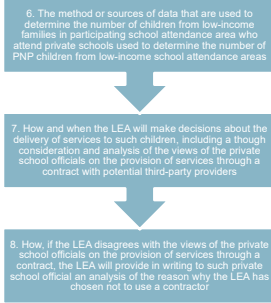 6. The method or sources of data that are used to
determine the number of children from low-income
families in participating school attendance area who
attend private schools used to determine the number of
PNP children from low-income school attendance areas
7. How and when the LEA will make decisions about the
delivery of services to such children, including a though
consideration and analysis of the views of the private
school officials on the provision of services through a
contract with potential third-party providers
8. How, if the LEA disagrees with the views of the private
school officials on the provision of services through a
contract, the LEA will provide in writing to such private
school official an analysis of the reason why the LEA has
chosen not to use a contractor